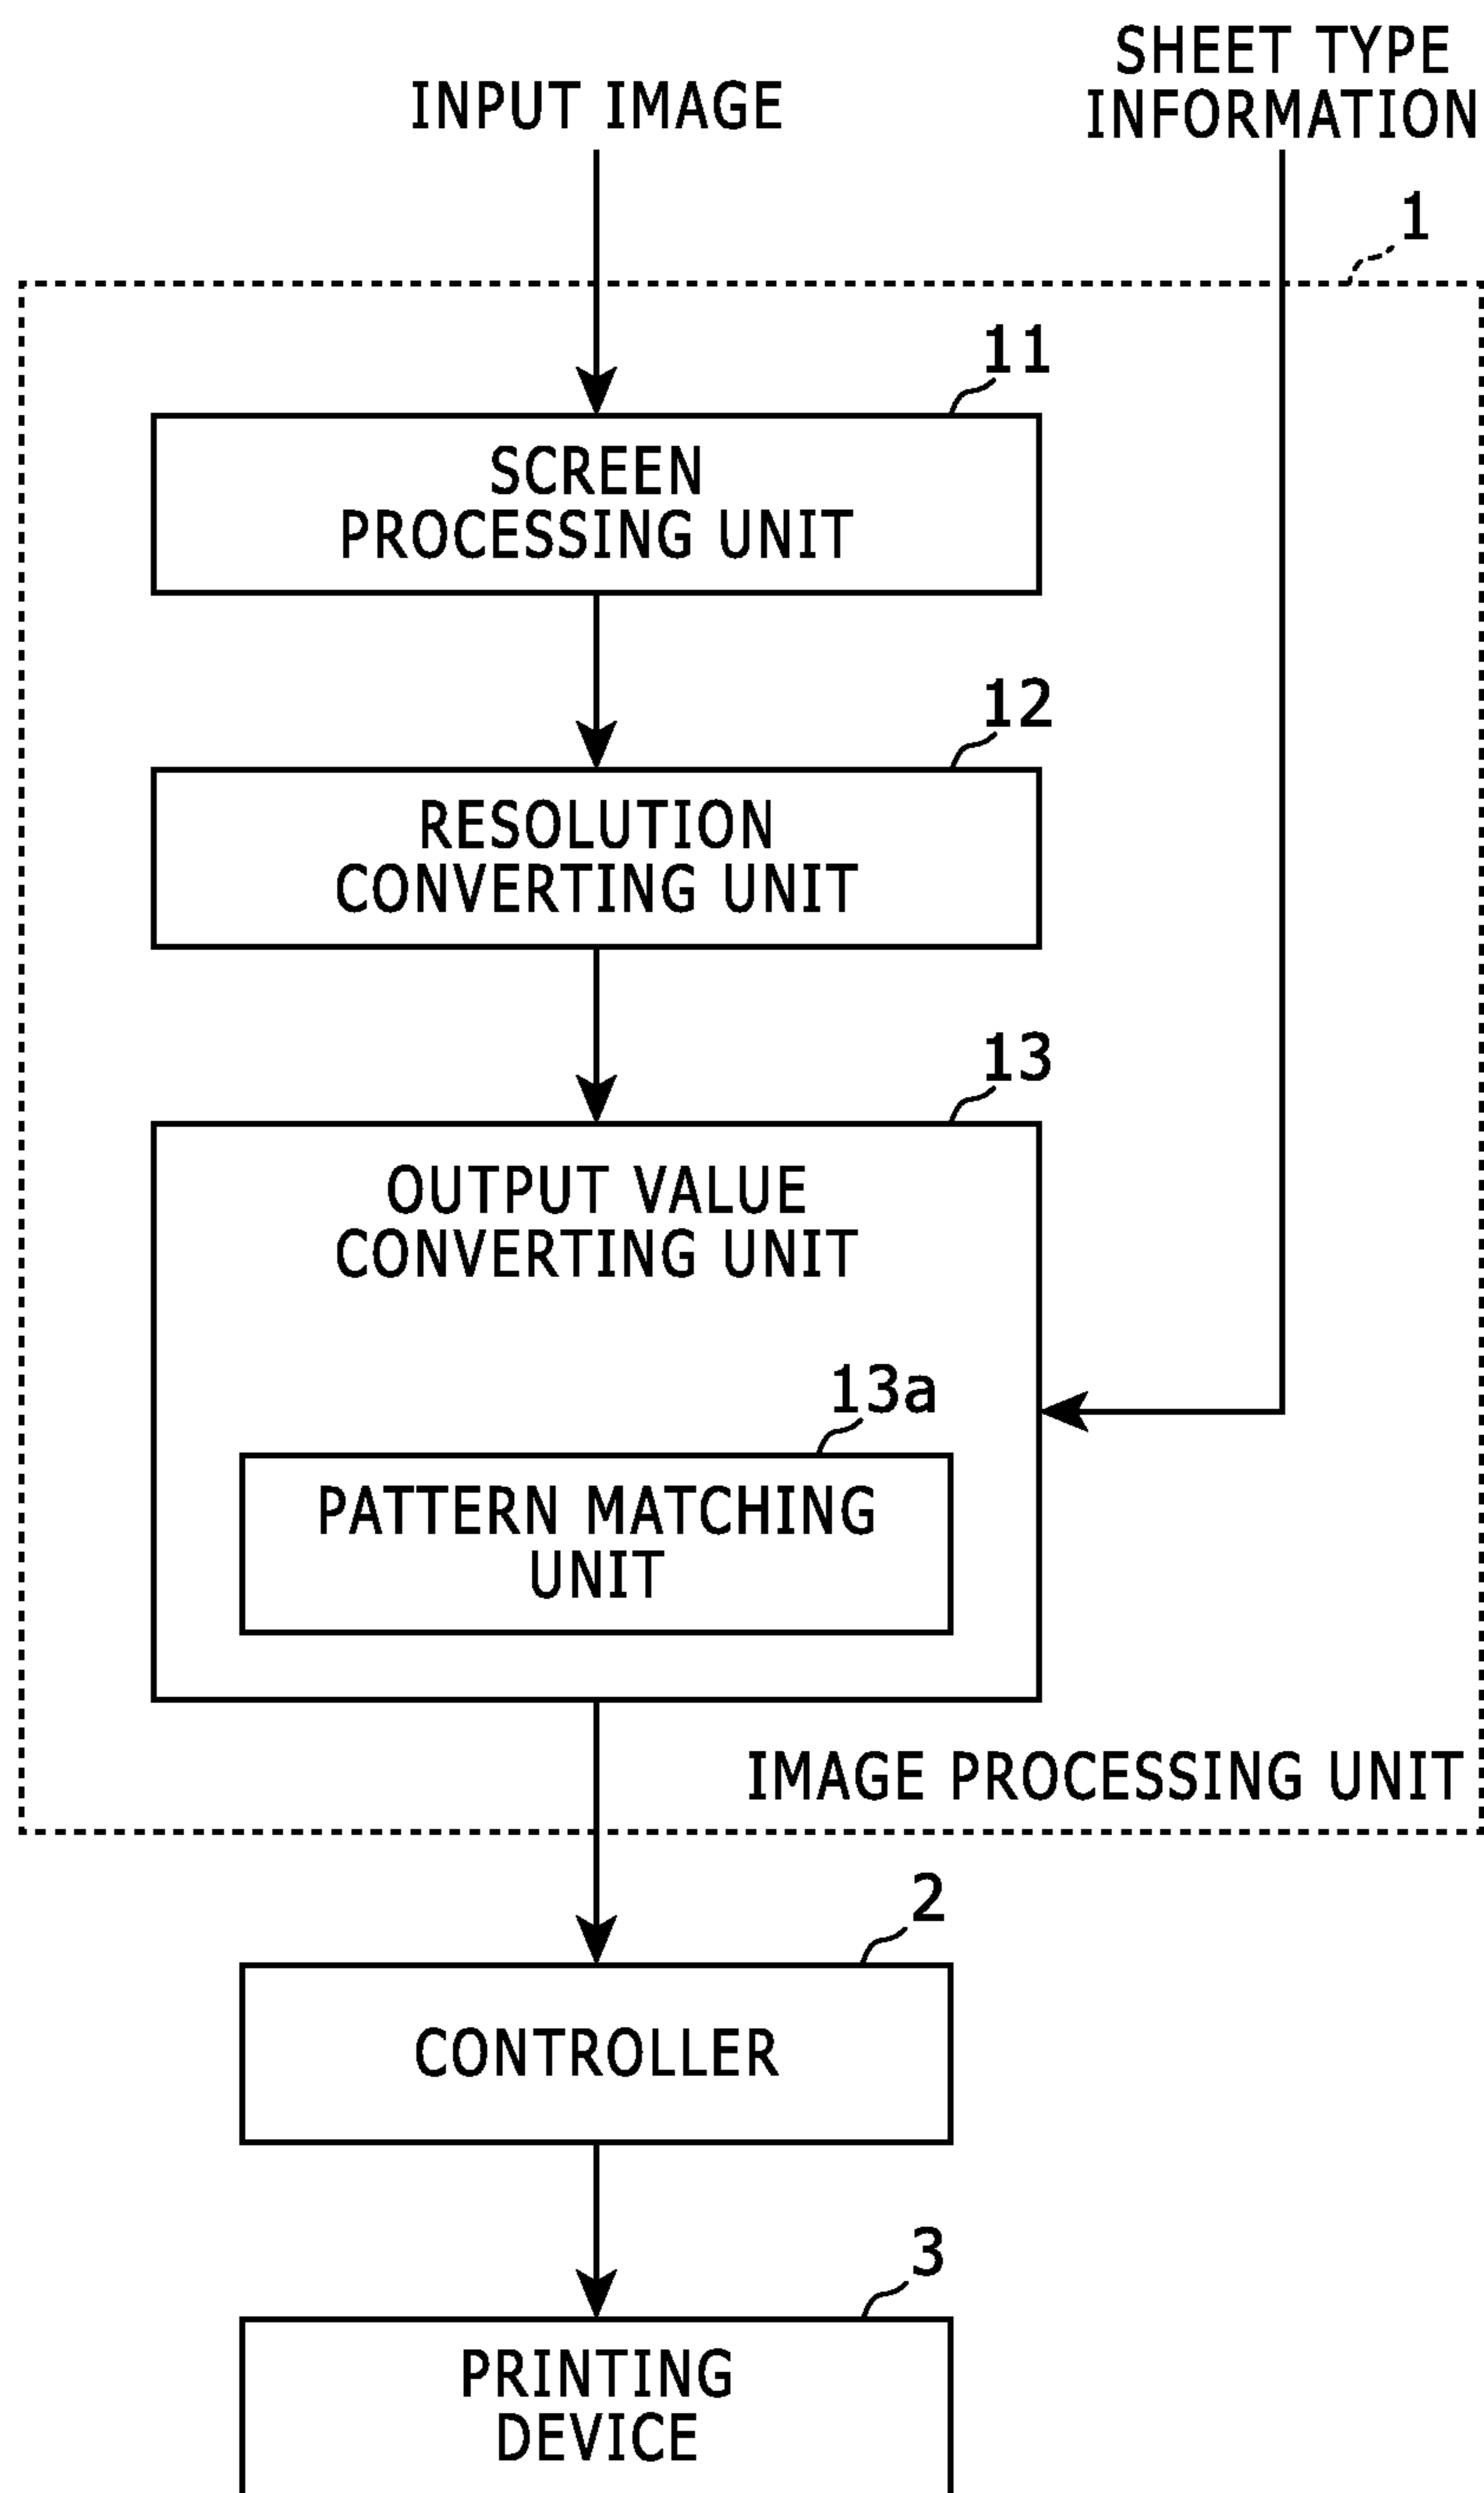 SHEET TYPE
INFORMATION
INPUT IMAGE
1
11
SCREEN
PROCESSING UNIT
12
RESOLUTION
CONVERTING UNIT
13
OUTPUT VALUE
CONVERTING UNIT
13a
PATTERN MATCHING
UNIT
IMAGE PROCESSING UNIT
2
CONTROLLER
3
PRINTING
DEVICE